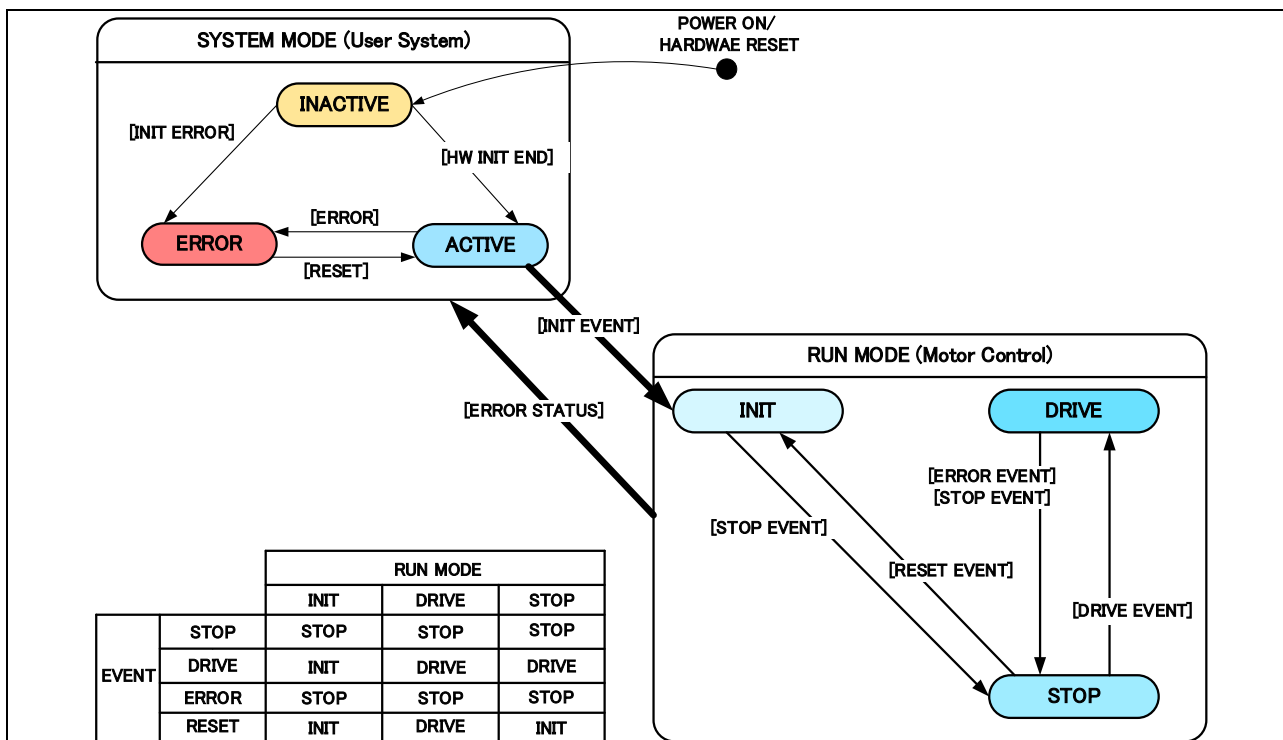 POWER ON/
HARDWAE RESET
SYSTEM MODE (User System)
INACTIVE
[INIT ERROR]
[HW INIT END]
[ERROR]
ERROR
ACTIVE
[RESET]
[INIT EVENT]
RUN MODE (Motor Control)
[ERROR STATUS]
INIT
DRIVE
[ERROR EVENT]
[STOP EVENT]
[STOP EVENT]
[RESET EVENT]
[DRIVE EVENT]
STOP
RUN MODE
INIT DRIVE STOP
EVENT
STOP STOP STOP STOP
DRIVE INIT DRIVE DRIVE
ERROR STOP STOP STOP
RESET INIT DRIVE INIT